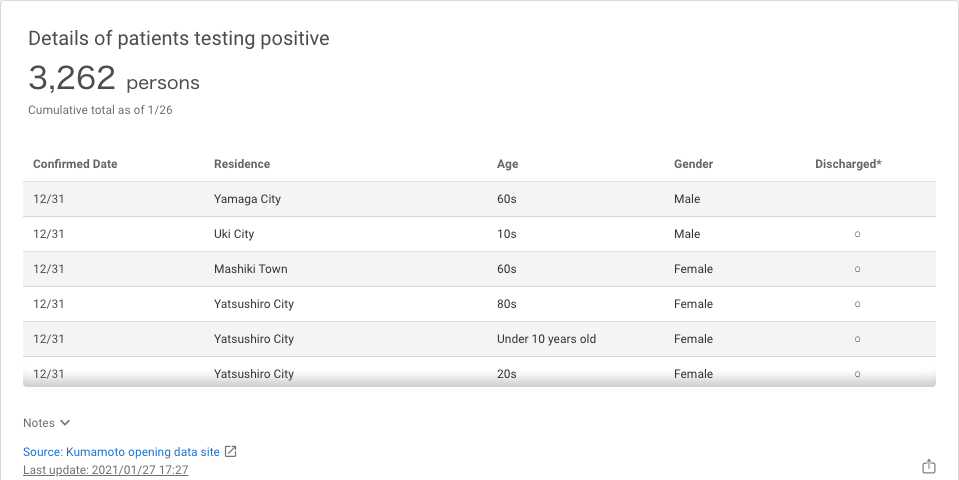 Details of patients testing positive
3,262 persons
Cumulative total as of 1/26
Confirmed Date Residence Age Gender Discharged*
12/31 Yamaga City 60s Male
12/31 Uki City 10s Male ○
12/31 Mashiki Town 60s Female ○
12/31 Yatsushiro City 80s Female ○
12/31 Yatsushiro City Under 10 years old Female ○
12/31 Yatsushiro City 20s Female ○
Notes
Source: Kumamoto opening data site
Last update: 2021/01/27 17:27